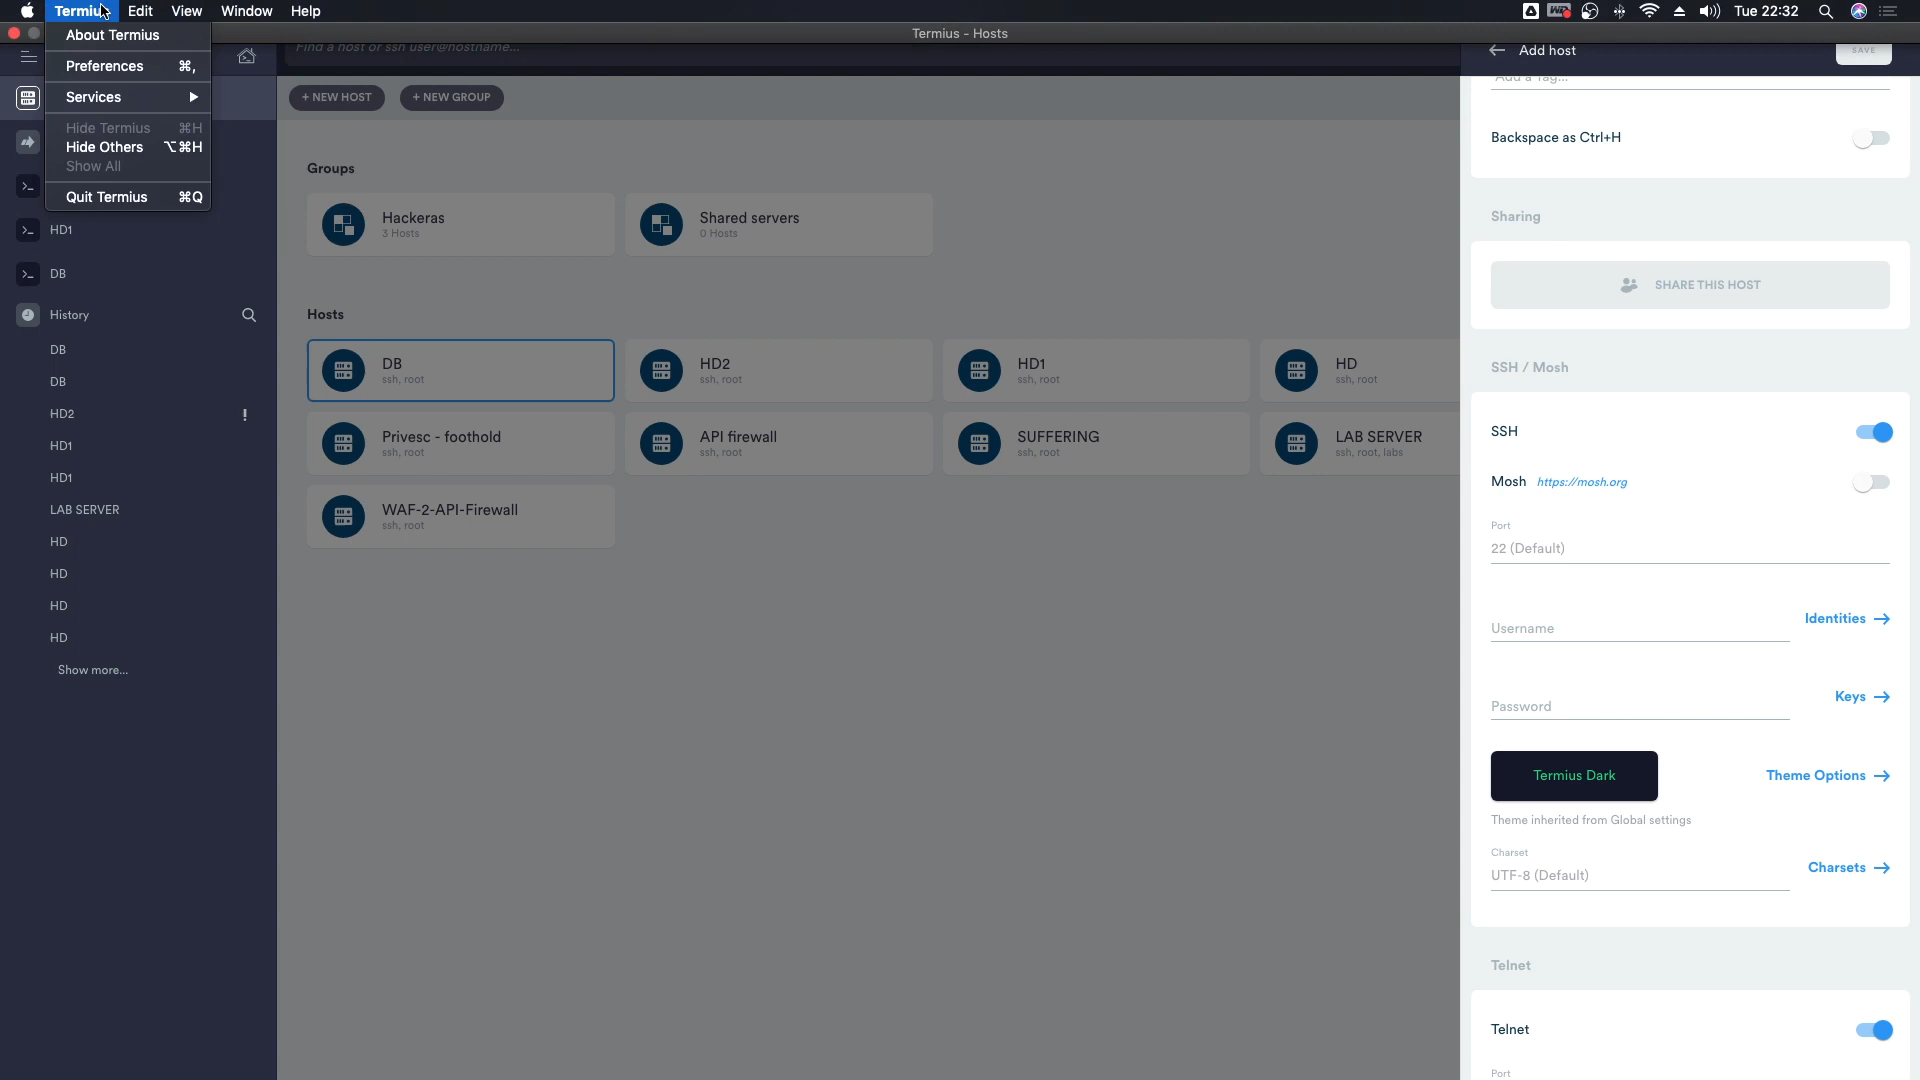 Termius Edit View Window Help
Tue 22:32
About Termius
Preferences ⌘,
Services ▶
Hide Termius ⌘H
Hide Others ⌥⌘H
Show All
Quit Termius ⌘Q
Termius - Hosts
Find a host or ssh user@hostname...
+ NEW HOST
+ NEW GROUP
HD1
DB
History
DB
DB
HD2 !
HD1
HD1
LAB SERVER
HD
HD
HD
HD
Show more...
Groups
Hackeras
3 Hosts
Shared servers
0 Hosts
Hosts
DB
ssh, root
HD2
ssh, root
HD1
ssh, root
HD
ssh, root
Privesc - foothold
ssh, root
API firewall
ssh, root
SUFFERING
ssh, root
LAB SERVER
ssh, root, labs
WAF-2-API-Firewall
ssh, root
Add host
SAVE
Add a Tag...
Backspace as Ctrl+H
Sharing
SHARE THIS HOST
SSH / Mosh
SSH
Mosh https://mosh.org
Port
22 (Default)
Identities →
Username
Keys →
Password
Termius Dark
Theme Options →
Theme inherited from Global settings
Charset
UTF-8 (Default)
Charsets →
Telnet
Telnet
Port